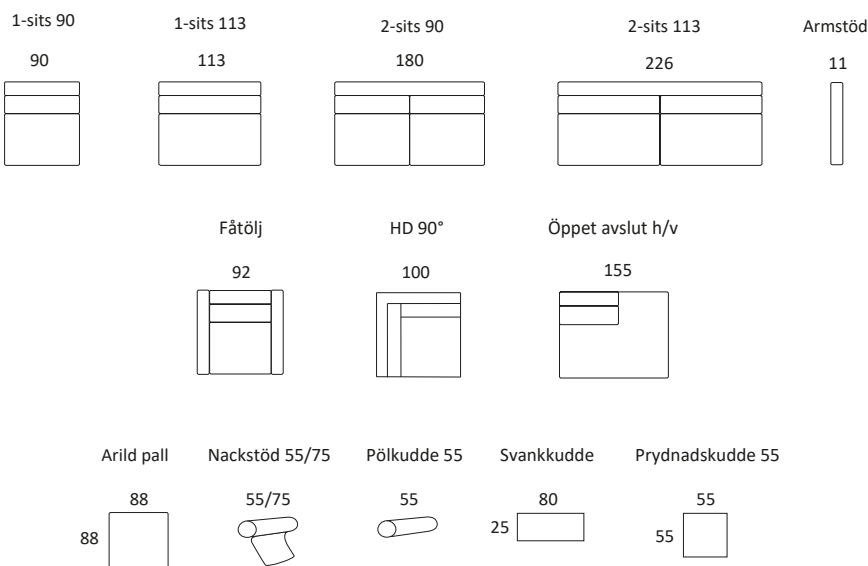 1-sits 90 1-sits 113 2-sits 90 2-sits 113 Armstöd
90 113 180 226 11
Fåtölj HD 90° Öppet avslut h/v
92 100 155
Arild pall Nackstöd 55/75 Pölkudde 55 Svankkudde Prydnadskudde 55
88 55/75 55 80 55
88 25 55